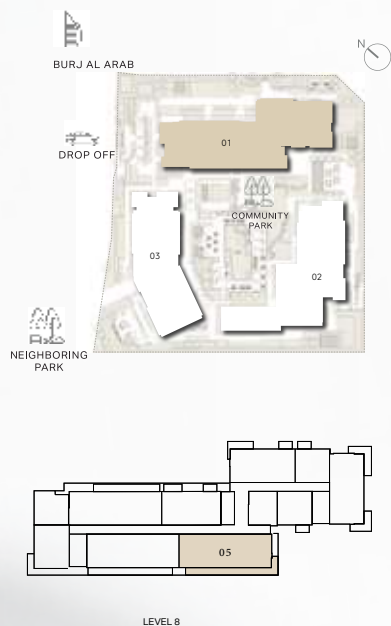 N
BURJ AL ARAB
DROP OFF
01
COMMUNITY
PARK
03
02
NEIGHBORING
PARK
05
LEVEL 8